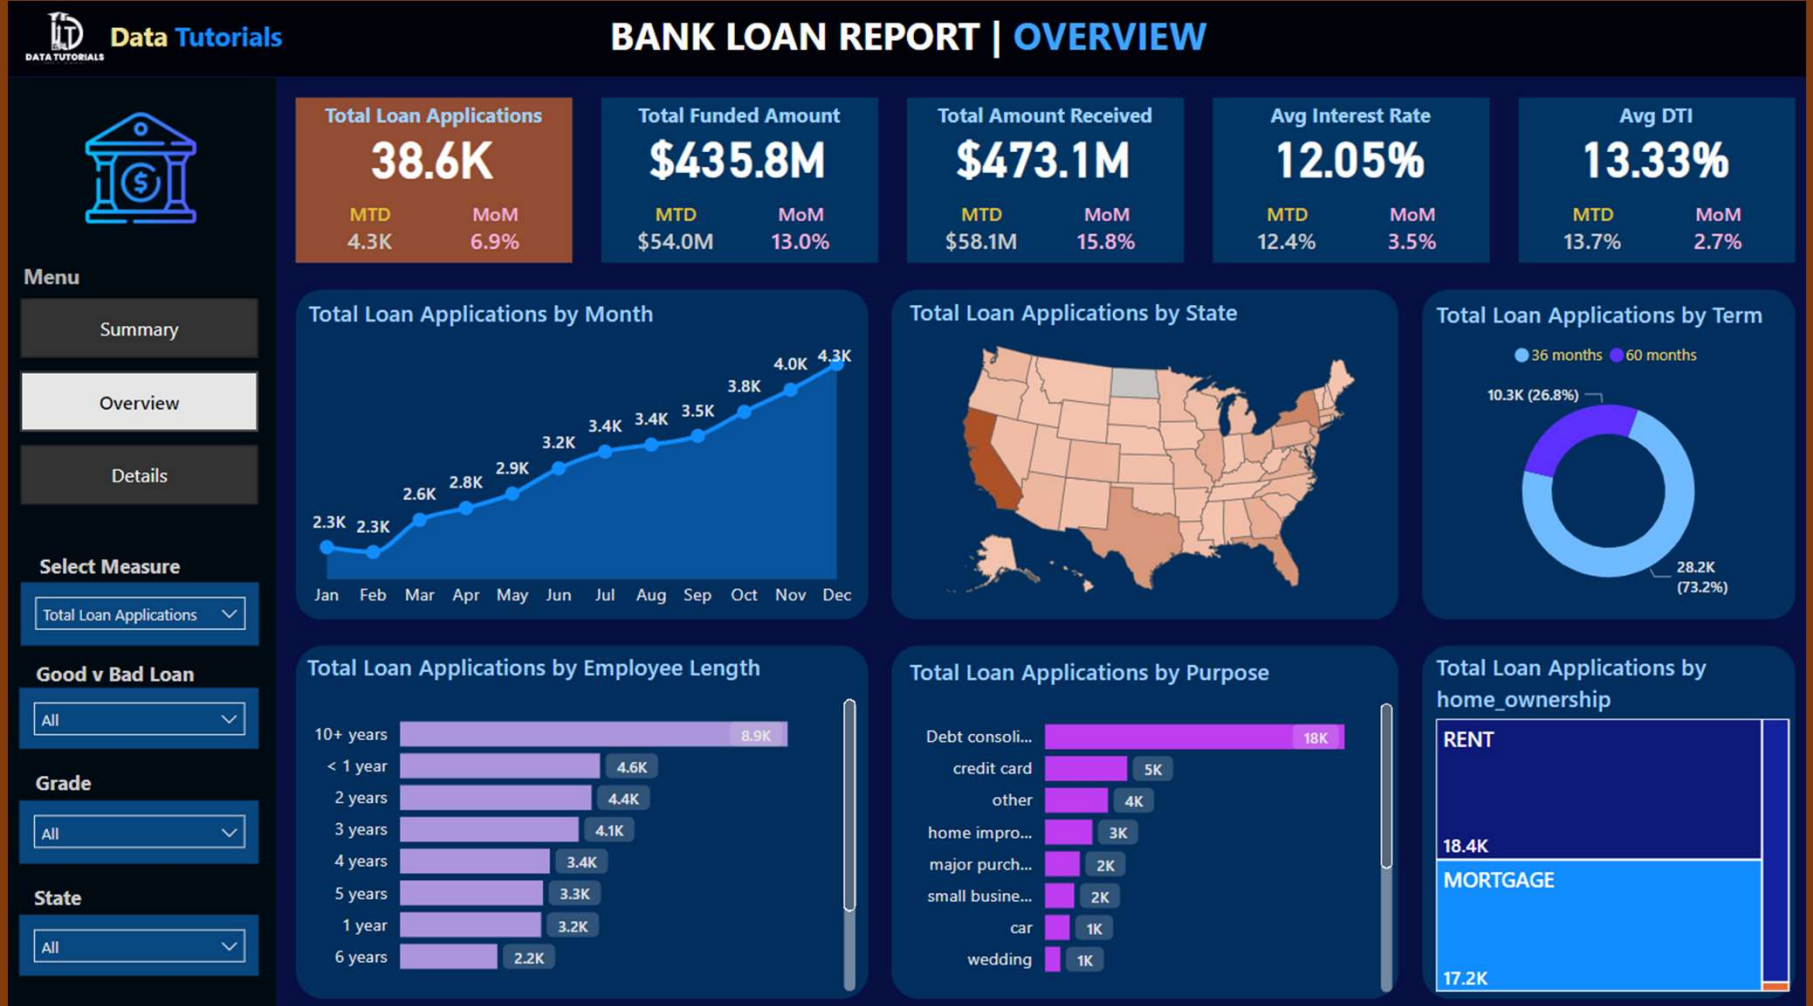 DATA TUTORIALS
Data Tutorials
BANK LOAN REPORT | OVERVIEW
Menu
Summary
Overview
Details
Select Measure
Total Loan Applications
Good v Bad Loan
All
Grade
All
State
All
Total Loan Applications
38.6K
MTD MoM
4.3K 6.9%
Total Funded Amount
$435.8M
MTD MoM
$54.0M 13.0%
Total Amount Received
$473.1M
MTD MoM
$58.1M 15.8%
Avg Interest Rate
12.05%
MTD MoM
12.4% 3.5%
Avg DTI
13.33%
MTD MoM
13.7% 2.7%
Total Loan Applications by Month
2.3K 2.3K 2.6K 2.8K 2.9K 3.2K 3.4K 3.4K 3.5K 3.8K 4.0K 4.3K
Jan Feb Mar Apr May Jun Jul Aug Sep Oct Nov Dec
Total Loan Applications by State
Total Loan Applications by Term
36 months 60 months
10.3K (26.8%)
28.2K
(73.2%)
Total Loan Applications by Employee Length
10+ years 8.9K
< 1 year 4.6K
2 years 4.4K
3 years 4.1K
4 years 3.4K
5 years 3.3K
1 year 3.2K
6 years 2.2K
Total Loan Applications by Purpose
Debt consoli... 18K
credit card 5K
other 4K
home impro... 3K
major purch... 2K
small busine... 2K
car 1K
wedding 1K
Total Loan Applications by
home_ownership
RENT
18.4K
MORTGAGE
17.2K